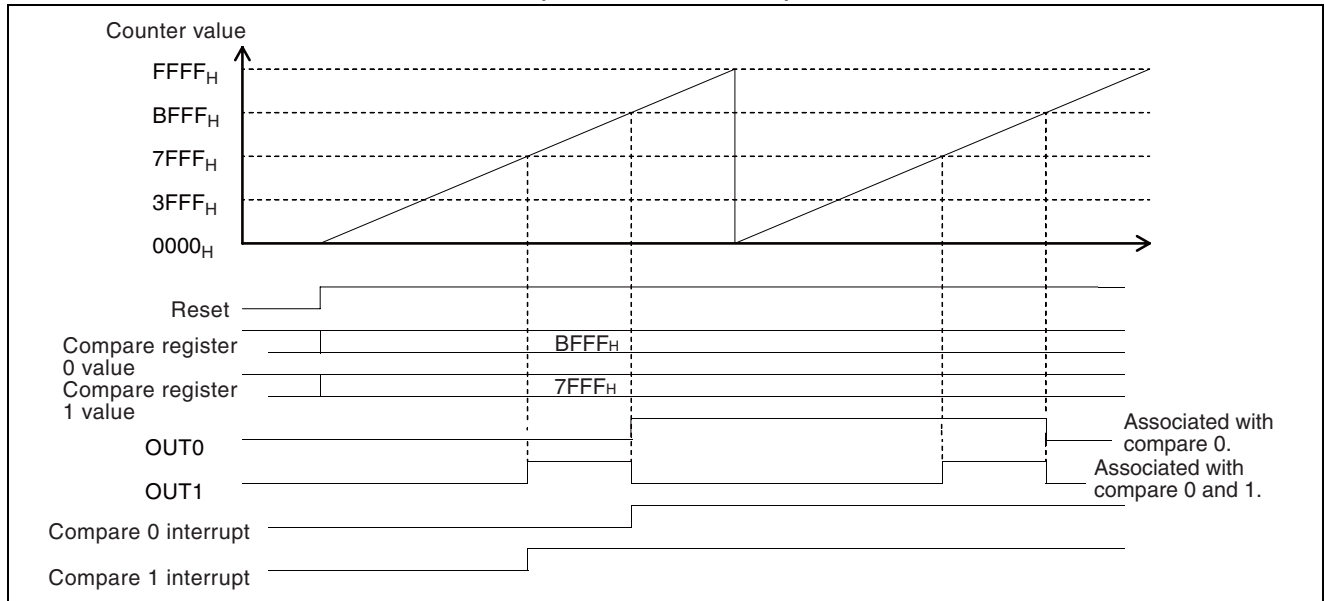 Counter value
FFFFH
BFFFH
7FFFH
3FFFH
0000H
Reset
Compare register
0 value
BFFFH
Compare register
1 value
7FFFH
OUT0
Associated with
compare 0.
OUT1
Associated with
compare 0 and 1.
Compare 0 interrupt
Compare 1 interrupt